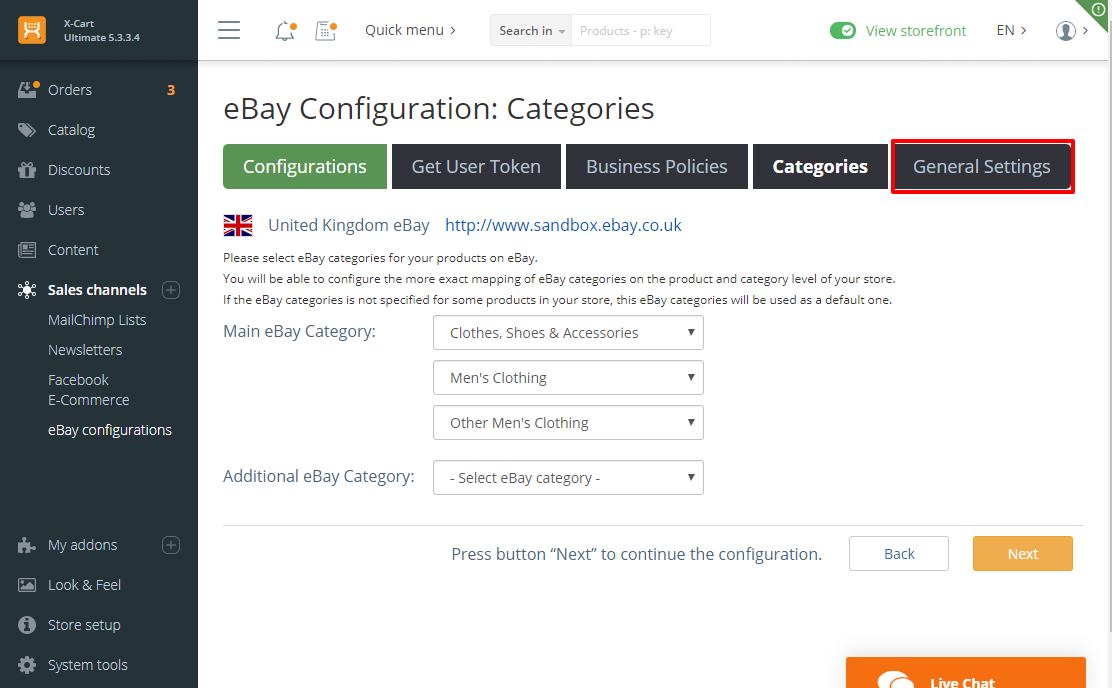 X-Cart
Ultimate 5.3.3.4
Quick menu
Search in
Products - p: key
View storefront
EN
Orders
3
Catalog
Discounts
Users
Content
Sales channels
MailChimp Lists
Newsletters
Facebook
E-Commerce
eBay configurations
My addons
Look & Feel
Store setup
System tools
eBay Configuration: Categories
Configurations
Get User Token
Business Policies
Categories
General Settings
United Kingdom eBay
http://www.sandbox.ebay.co.uk
Please select eBay categories for your products on eBay.
You will be able to configure the more exact mapping of eBay categories on the product and category level of your store.
If the eBay categories is not specified for some products in your store, this eBay categories will be used as a default one.
Main eBay Category:
Clothes, Shoes & Accessories
Men's Clothing
Other Men's Clothing
Additional eBay Category:
- Select eBay category -
Press button “Next” to continue the configuration.
Back
Next
Live Chat